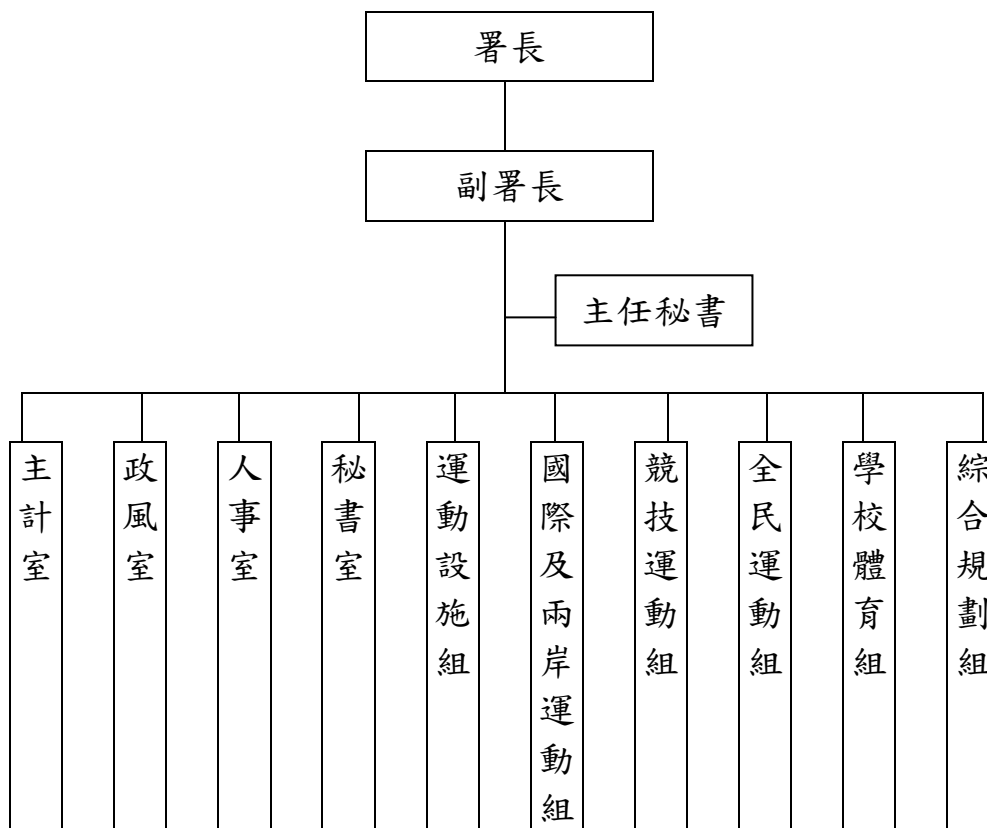 署長
副署長
主任秘書
主計室
政風室
人事室
秘書室
運動設施組
國際及兩岸運動組
競技運動組
全民運動組
學校體育組
綜合規劃組